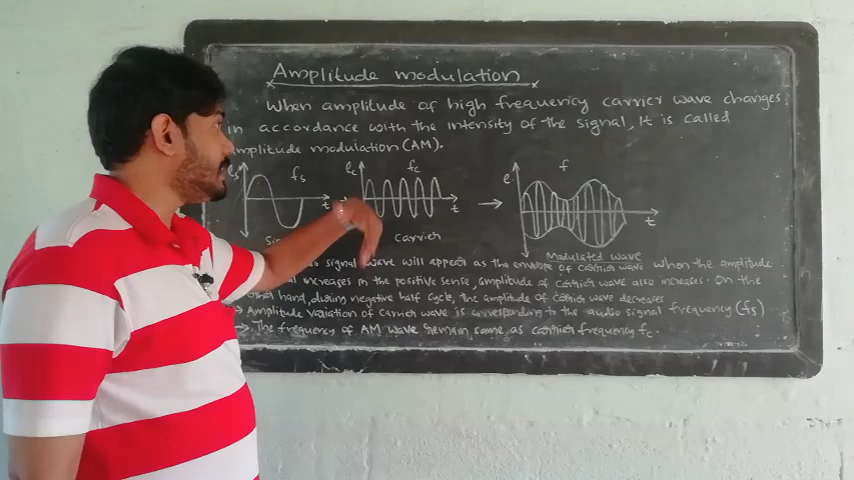 Amplitude modulation
When amplitude of high frequency carrier wave changes
in accordance with the intensity of the signal, It is called
amplitude modulation (AM).
es fs t
ec fc t
e f t
Carrier
Modulated wave
signal wave will appear as the envelope of carrier wave when the amplitude
increases in the positive sense, amplitude of carrier wave also increases. On the
other hand, during negative half cycle, the amplitude of carrier wave decreases
→ Amplitude variation of carrier wave is corresponding to the audio signal frequency (fs)
→ The frequency of AM wave remain same, as carrier frequency fc.